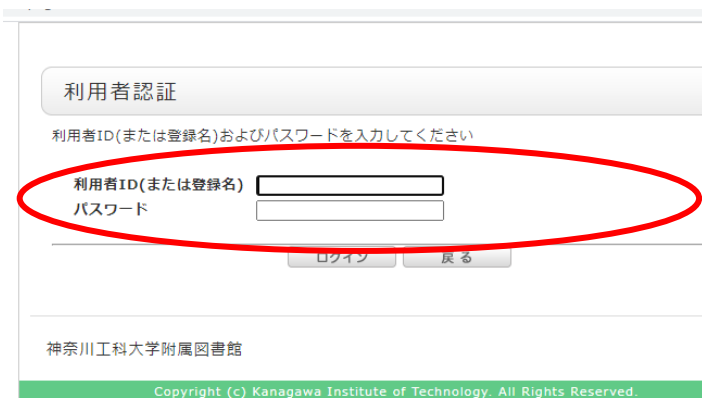 利用者認証
利用者ID(または登録名)およびパスワードを入力してください
利用者ID(または登録名)
パスワード
ログイン 戻る
神奈川工科大学附属図書館
Copyright (c) Kanagawa Institute of Technology. All Rights Reserved.